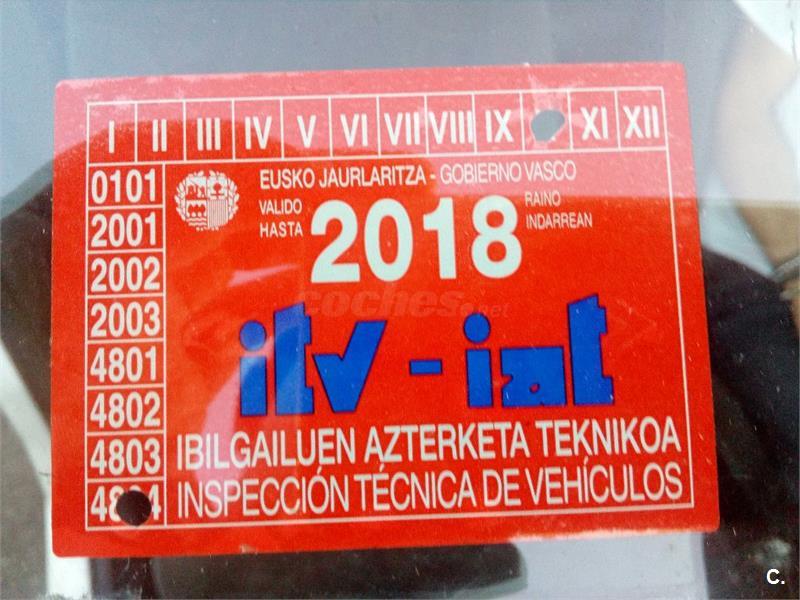 I II III IV V VI VII VIII IX XI XII
0101
2001
2002
2003
4801
4802
4803
EUSKO JAURLARITZA - GOBIERNO VASCO
VALIDO HASTA
2018
RAINO INDARREAN
coches.net
itv - iat
IBILGAILUEN AZTERKETA TEKNIKOA
INSPECCIÓN TÉCNICA DE VEHÍCULOS
C.